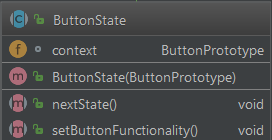 ButtonState
context ButtonPrototype
ButtonState(ButtonPrototype)
nextState() void
setButtonFunctionality() void